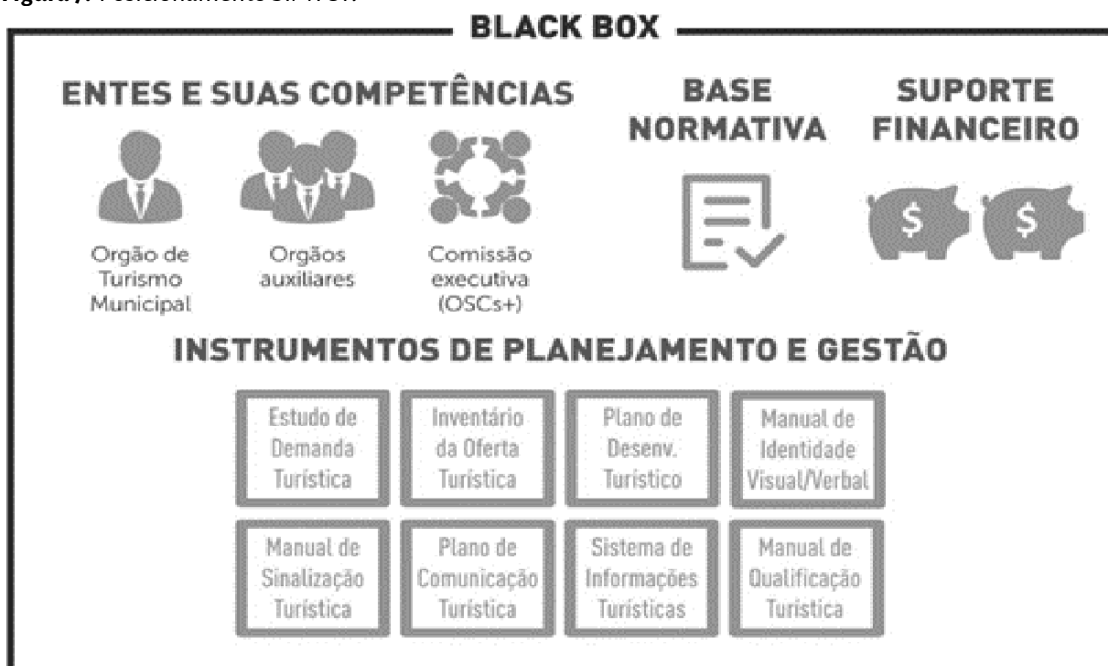 BLACK BOX
ENTES E SUAS COMPETÊNCIAS
Orgão de
Turismo
Municipal
Orgãos
auxiliares
Comissão
executiva
(OSCs+)
BASE
NORMATIVA
SUPORTE
FINANCEIRO
$ $
INSTRUMENTOS DE PLANEJAMENTO E GESTÃO
Estudo de
Demanda
Turística
Inventário
da Oferta
Turística
Plano de
Desenv.
Turístico
Manual de
Identidade
Visual/Verbal
Manual de
Sinalização
Turística
Plano de
Comunicação
Turística
Sistema de
Informações
Turísticas
Manual de
Qualificação
Turística